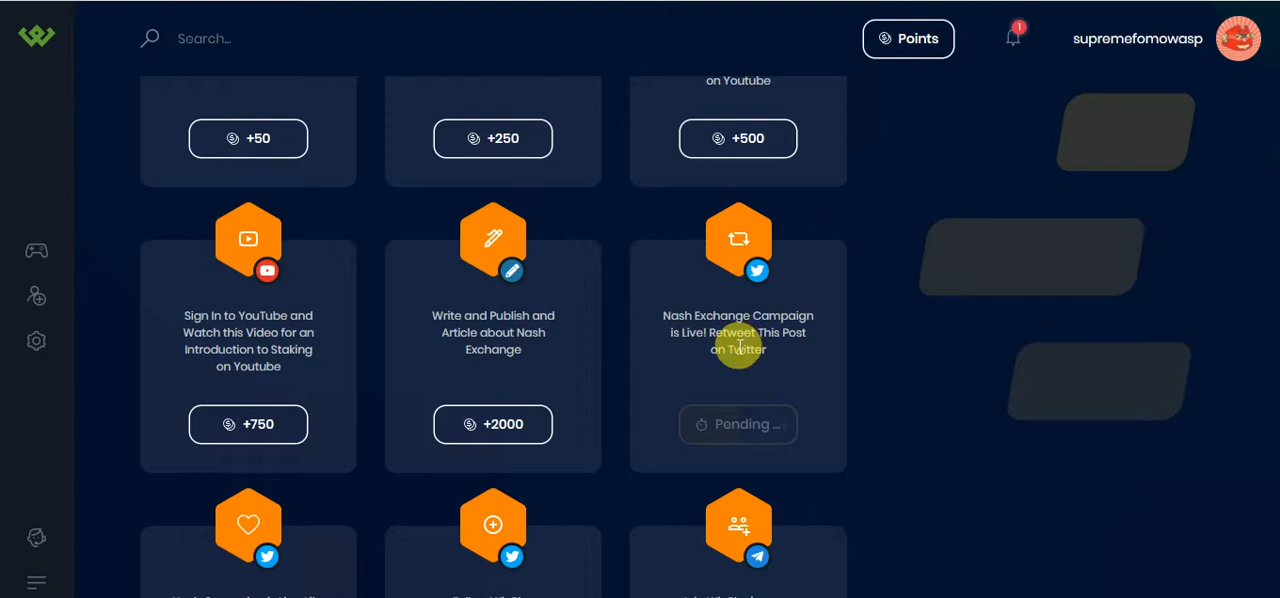 Search...
Points
1
supremefomowasp
on Youtube
+50
+250
+500
Sign In to YouTube and
Watch this Video for an
Introduction to Staking
on Youtube
Write and Publish and
Article about Nash
Exchange
Nash Exchange Campaign
is Live! Retweet This Post
on Twitter
+750
+2000
Pending ...